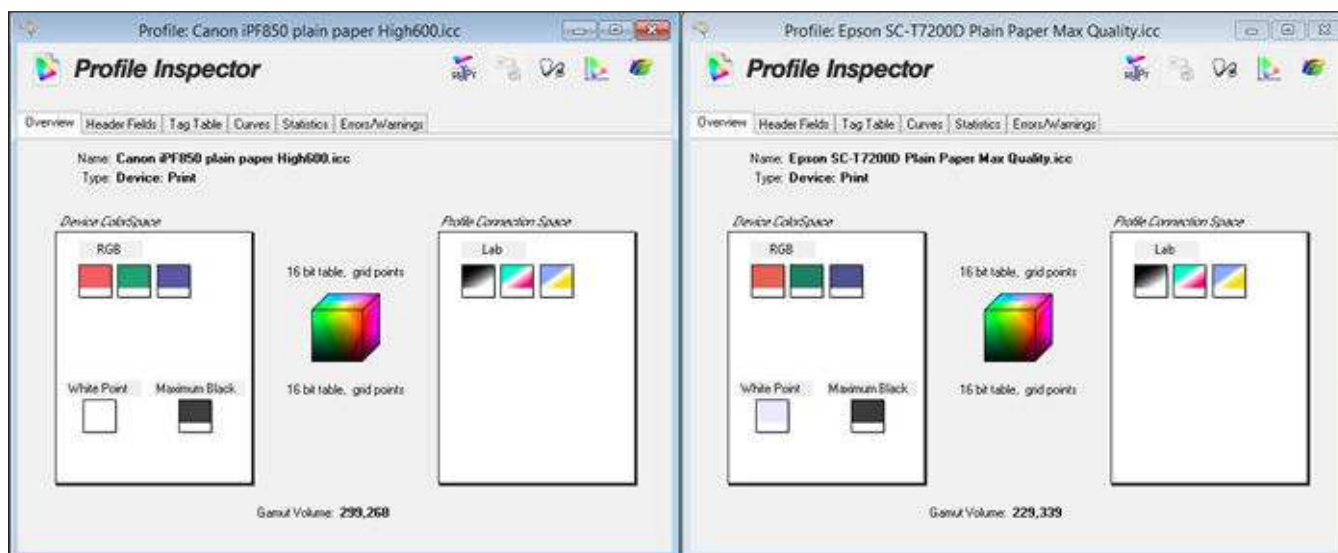 Profile: Canon iPF850 plain paper High600.icc
Profile Inspector
Overview Header Fields Tag Table Curves Statistics Errors/Warnings
Name: Canon iPF850 plain paper High600.icc
Type: Device: Print
Device ColorSpace
Profile Connection Space
RGB
Lab
16 bit table, grid points
White Point
Maximum Black
16 bit table, grid points
Gamut Volume: 299,268
Profile: Epson SC-T7200D Plain Paper Max Quality.icc
Profile Inspector
Overview Header Fields Tag Table Curves Statistics Errors/Warnings
Name: Epson SC-T7200D Plain Paper Max Quality.icc
Type: Device: Print
Device ColorSpace
Profile Connection Space
RGB
Lab
16 bit table, grid points
White Point
Maximum Black
16 bit table, grid points
Gamut Volume: 229,339